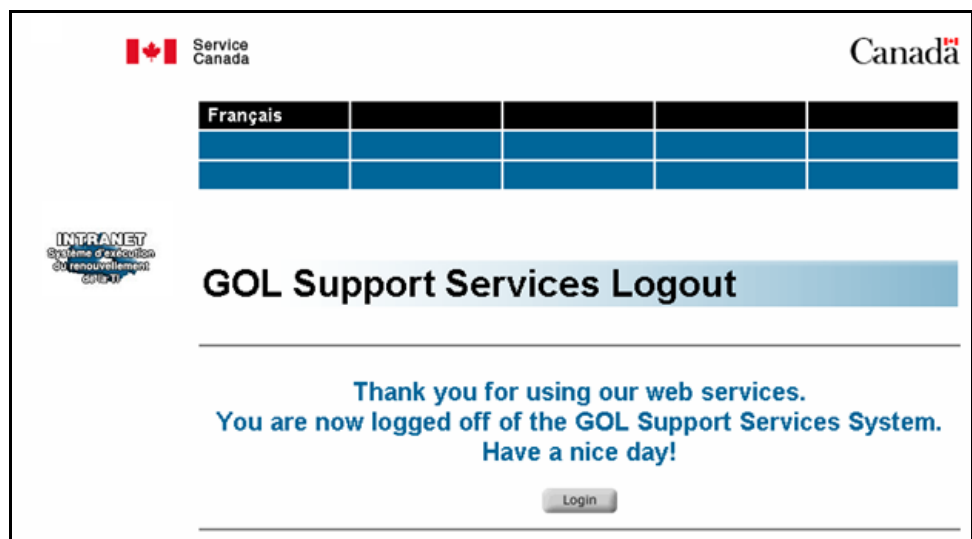 Service
Canada
Canada
Français
INTRANET
Système d'exécution
du renouvellement
de la TI
GOL Support Services Logout
Thank you for using our web services.
You are now logged off of the GOL Support Services System.
Have a nice day!
Login